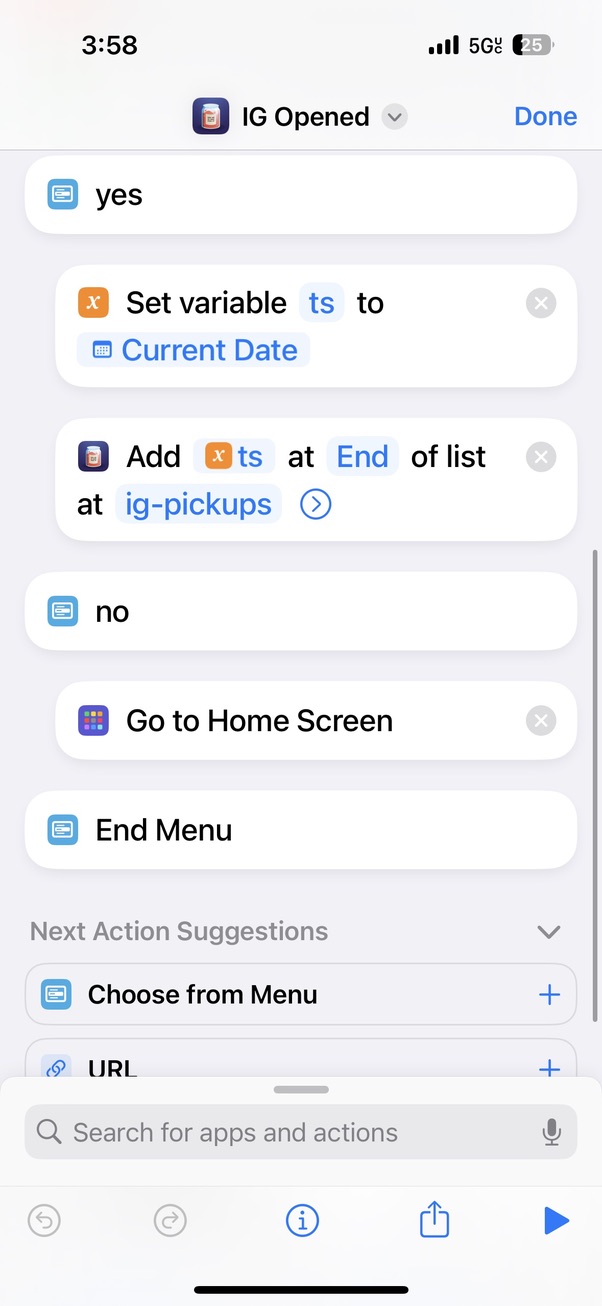 3:58
5GUC 25
IG Opened
Done
yes
Set variable ts to
Current Date
Add ts at End of list
at ig-pickups
no
Go to Home Screen
End Menu
Next Action Suggestions
Choose from Menu
URL
Search for apps and actions